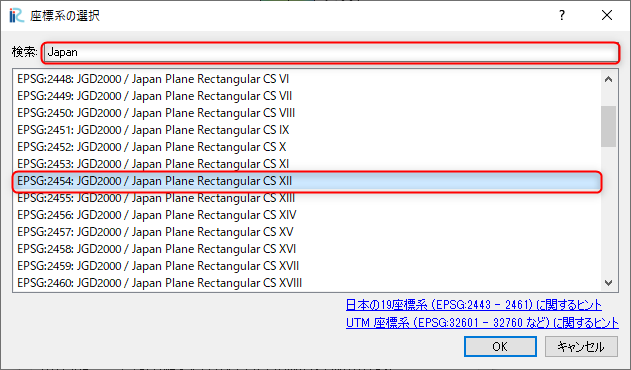 座標系の選択
検索: Japan
EPSG:2448: JGD2000 / Japan Plane Rectangular CS VI
EPSG:2449: JGD2000 / Japan Plane Rectangular CS VII
EPSG:2450: JGD2000 / Japan Plane Rectangular CS VIII
EPSG:2451: JGD2000 / Japan Plane Rectangular CS IX
EPSG:2452: JGD2000 / Japan Plane Rectangular CS X
EPSG:2453: JGD2000 / Japan Plane Rectangular CS XI
EPSG:2454: JGD2000 / Japan Plane Rectangular CS XII
EPSG:2455: JGD2000 / Japan Plane Rectangular CS XIII
EPSG:2456: JGD2000 / Japan Plane Rectangular CS XIV
EPSG:2457: JGD2000 / Japan Plane Rectangular CS XV
EPSG:2458: JGD2000 / Japan Plane Rectangular CS XVI
EPSG:2459: JGD2000 / Japan Plane Rectangular CS XVII
EPSG:2460: JGD2000 / Japan Plane Rectangular CS XVIII
日本の19座標系 (EPSG:2443 - 2461) に関するヒント
UTM 座標系 (EPSG:32601 - 32760 など) に関するヒント
OK キャンセル